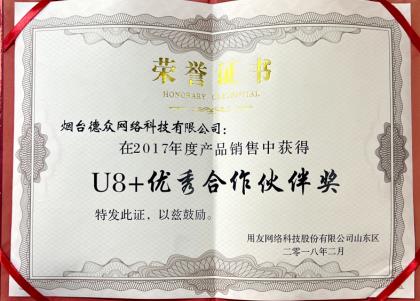 荣誉证书
HONORARY CREDENTIAL
烟台德众网络科技有限公司：
在2017年度产品销售中获得
U8+优秀合作伙伴奖
特发此证，以兹鼓励。
用友网络科技股份有限公司山东区
二零一八年二月